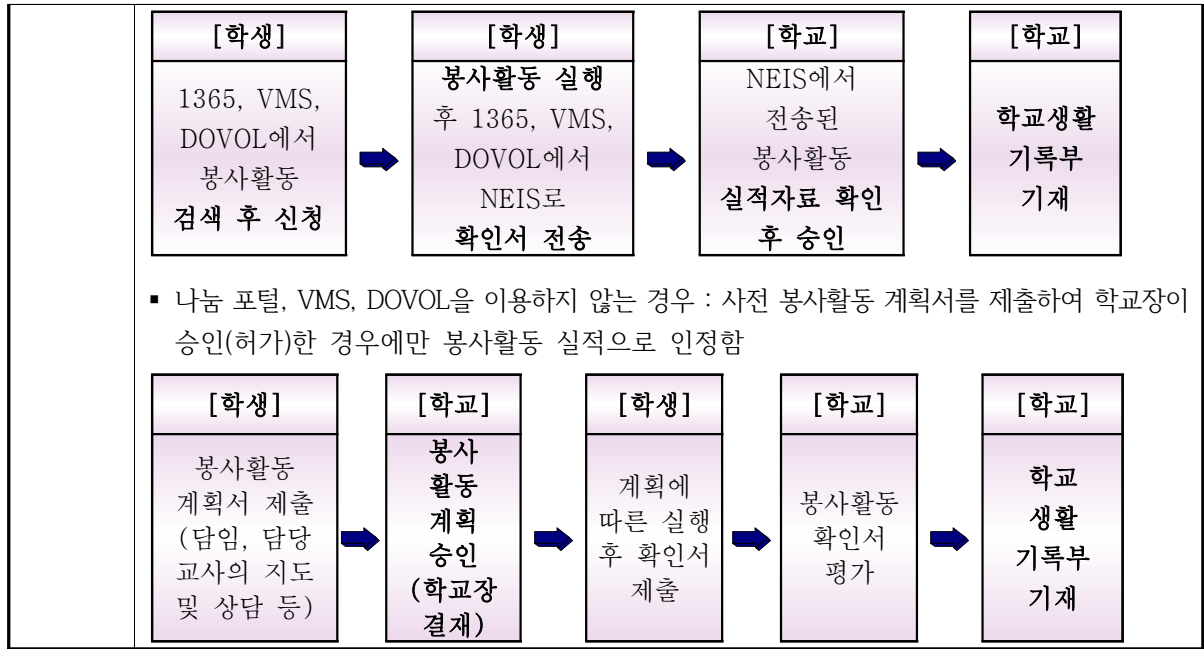 [학생]
1365, VMS,
DOVOL에서
봉사활동
검색 후 신청
[학생]
봉사활동 실행
후 1365, VMS,
DOVOL에서
NEIS로
확인서 전송
[학교]
NEIS에서
전송된
봉사활동
실적자료 확인
후 승인
[학교]
학교생활
기록부
기재
▪ 나눔 포털, VMS, DOVOL을 이용하지 않는 경우 : 사전 봉사활동 계획서를 제출하여 학교장이
승인(허가)한 경우에만 봉사활동 실적으로 인정함
[학생]
봉사활동
계획서 제출
(담임, 담당
교사의 지도
및 상담 등)
[학교]
봉사
활동
계획
승인
(학교장
결재)
[학생]
계획에
따른 실행
후 확인서
제출
[학교]
봉사활동
확인서
평가
[학교]
학교
생활
기록부
기재